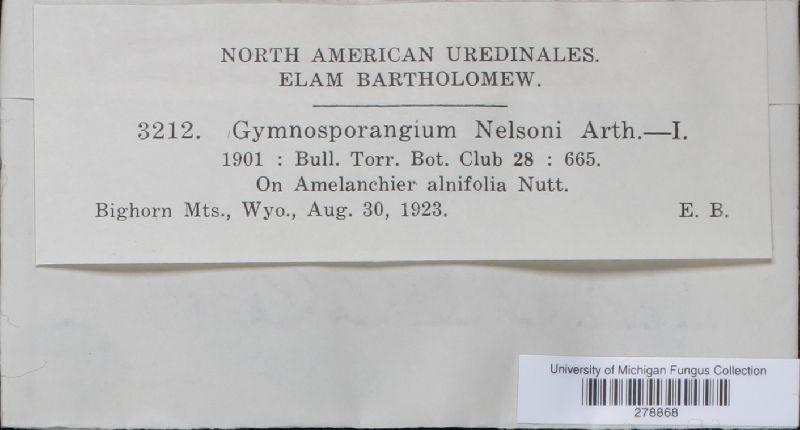 NORTH AMERICAN UREDINALES.
ELAM BARTHOLOMEW.
3212. Gymnosporangium Nelsoni Arth.—I.
1901 : Bull. Torr. Bot. Club 28 : 665.
On Amelanchier alnifolia Nutt.
Bighorn Mts., Wyo., Aug. 30, 1923. E. B.
University of Michigan Fungus Collection
278868